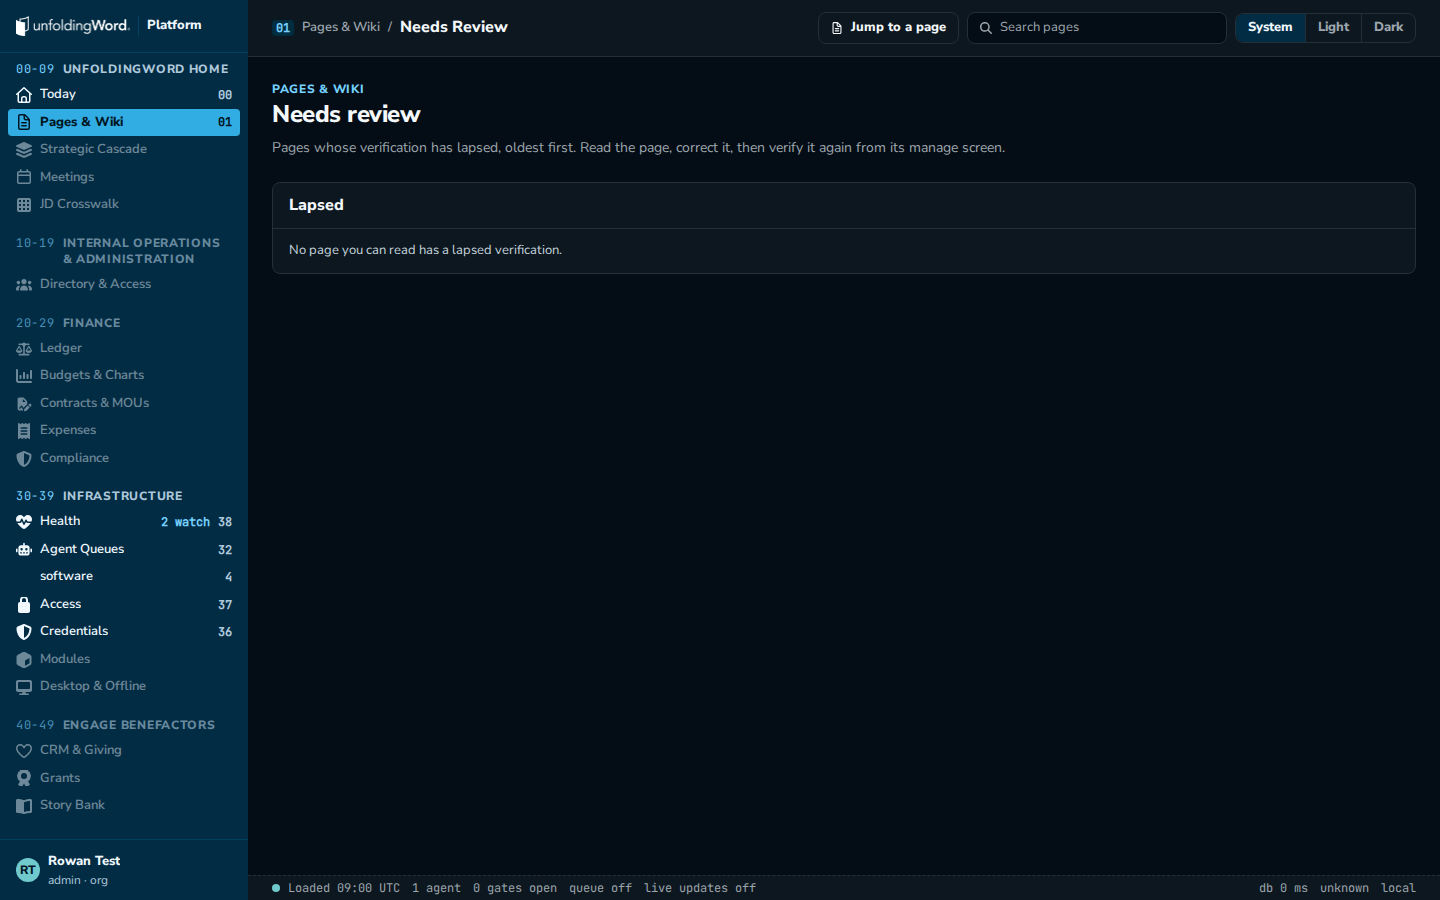 unfoldingWord Platform
00-09 UNFOLDINGWORD HOME
Today 00
Pages & Wiki 01
Strategic Cascade
Meetings
JD Crosswalk
10-19 INTERNAL OPERATIONS
& ADMINISTRATION
Directory & Access
20-29 FINANCE
Ledger
Budgets & Charts
Contracts & MOUs
Expenses
Compliance
30-39 INFRASTRUCTURE
Health 2 watch 38
Agent Queues 32
software 4
Access 37
Credentials 36
Modules
Desktop & Offline
40-49 ENGAGE BENEFACTORS
CRM & Giving
Grants
Story Bank
RT Rowan Test
admin · org
01 Pages & Wiki / Needs Review
Jump to a page
Search pages
System Light Dark
PAGES & WIKI
Needs review
Pages whose verification has lapsed, oldest first. Read the page, correct it, then verify it again from its manage screen.
Lapsed
No page you can read has a lapsed verification.
Loaded 09:00 UTC 1 agent 0 gates open queue off live updates off
db 0 ms unknown local